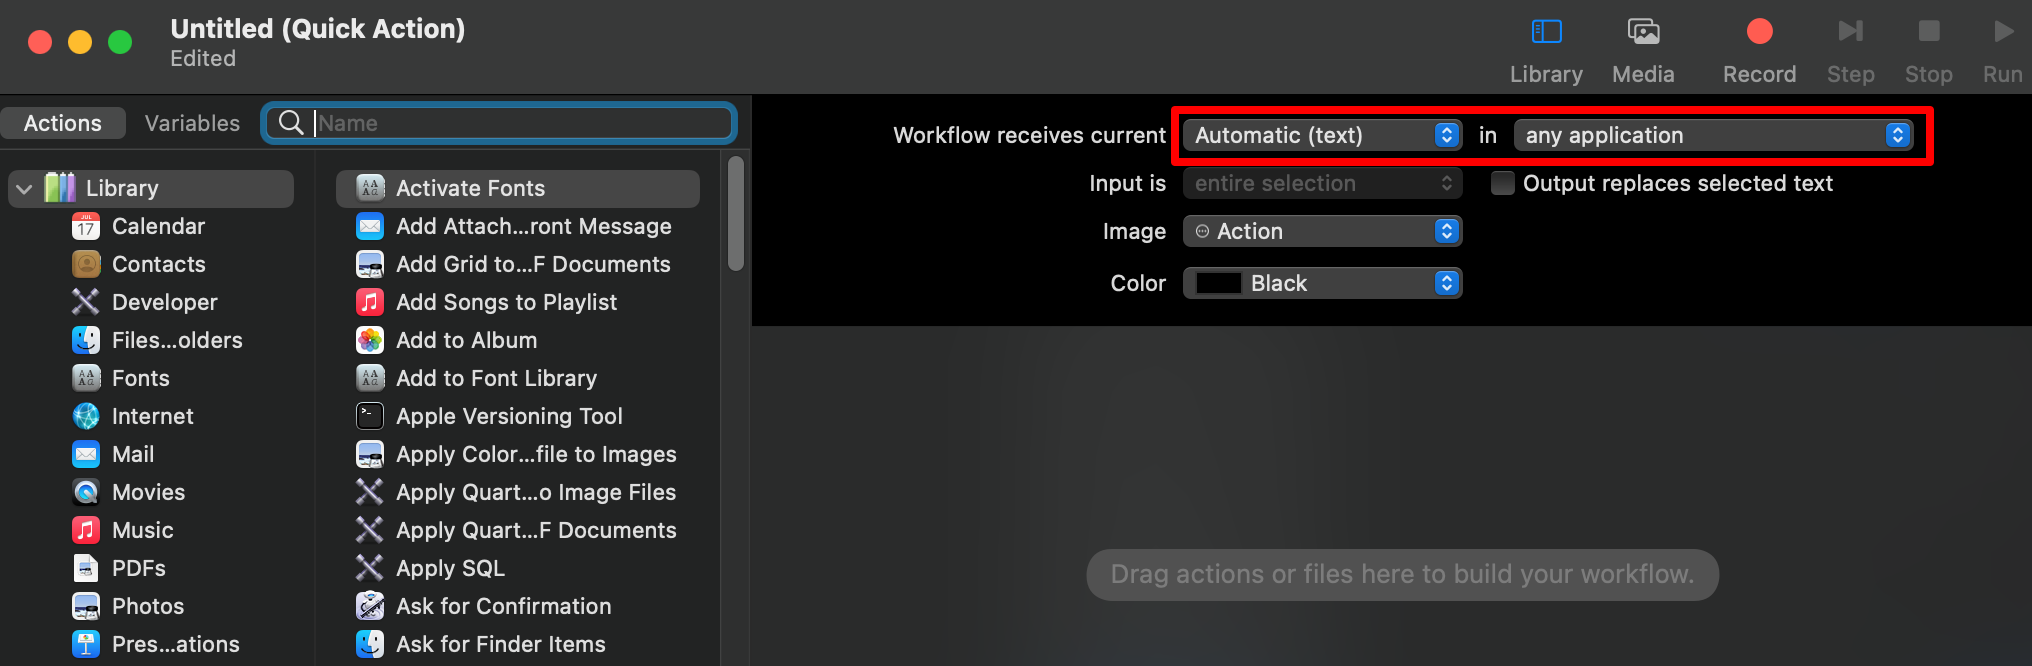 Untitled (Quick Action)
Edited
Library Media Record Step Stop Run
Actions Variables Name
Library
Calendar
Contacts
Developer
Files...olders
Fonts
Internet
Mail
Movies
Music
PDFs
Photos
Pres...ations
Activate Fonts
Add Attach...ront Message
Add Grid to...F Documents
Add Songs to Playlist
Add to Album
Add to Font Library
Apple Versioning Tool
Apply Color...file to Images
Apply Quart...o Image Files
Apply Quart...F Documents
Apply SQL
Ask for Confirmation
Ask for Finder Items
Workflow receives current Automatic (text) in any application
Input is entire selection Output replaces selected text
Image Action
Color Black
Drag actions or files here to build your workflow.